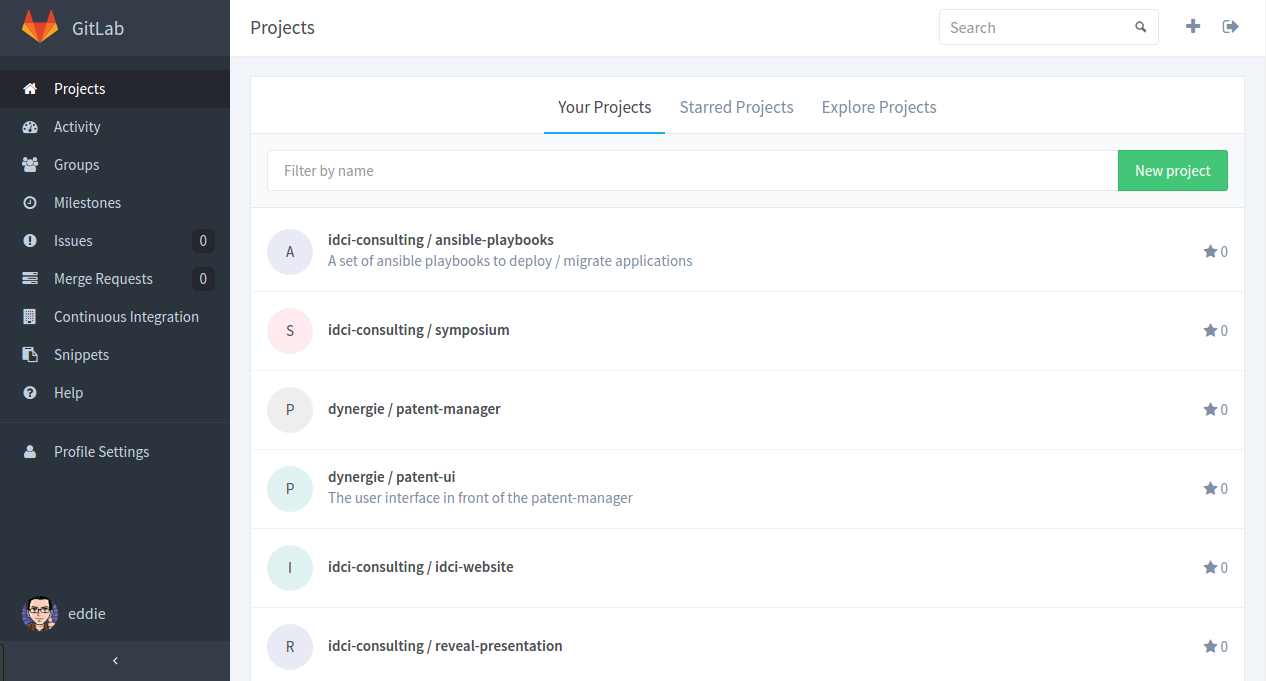 GitLab
Projects
Activity
Groups
Milestones
Issues 0
Merge Requests 0
Continuous Integration
Snippets
Help
Profile Settings
eddie
Projects
Search
Your Projects Starred Projects Explore Projects
Filter by name
New project
A
idci-consulting / ansible-playbooks
A set of ansible playbooks to deploy / migrate applications
0
S
idci-consulting / symposium
0
P
dynergie / patent-manager
0
P
dynergie / patent-ui
The user interface in front of the patent-manager
0
I
idci-consulting / idci-website
0
R
idci-consulting / reveal-presentation
0